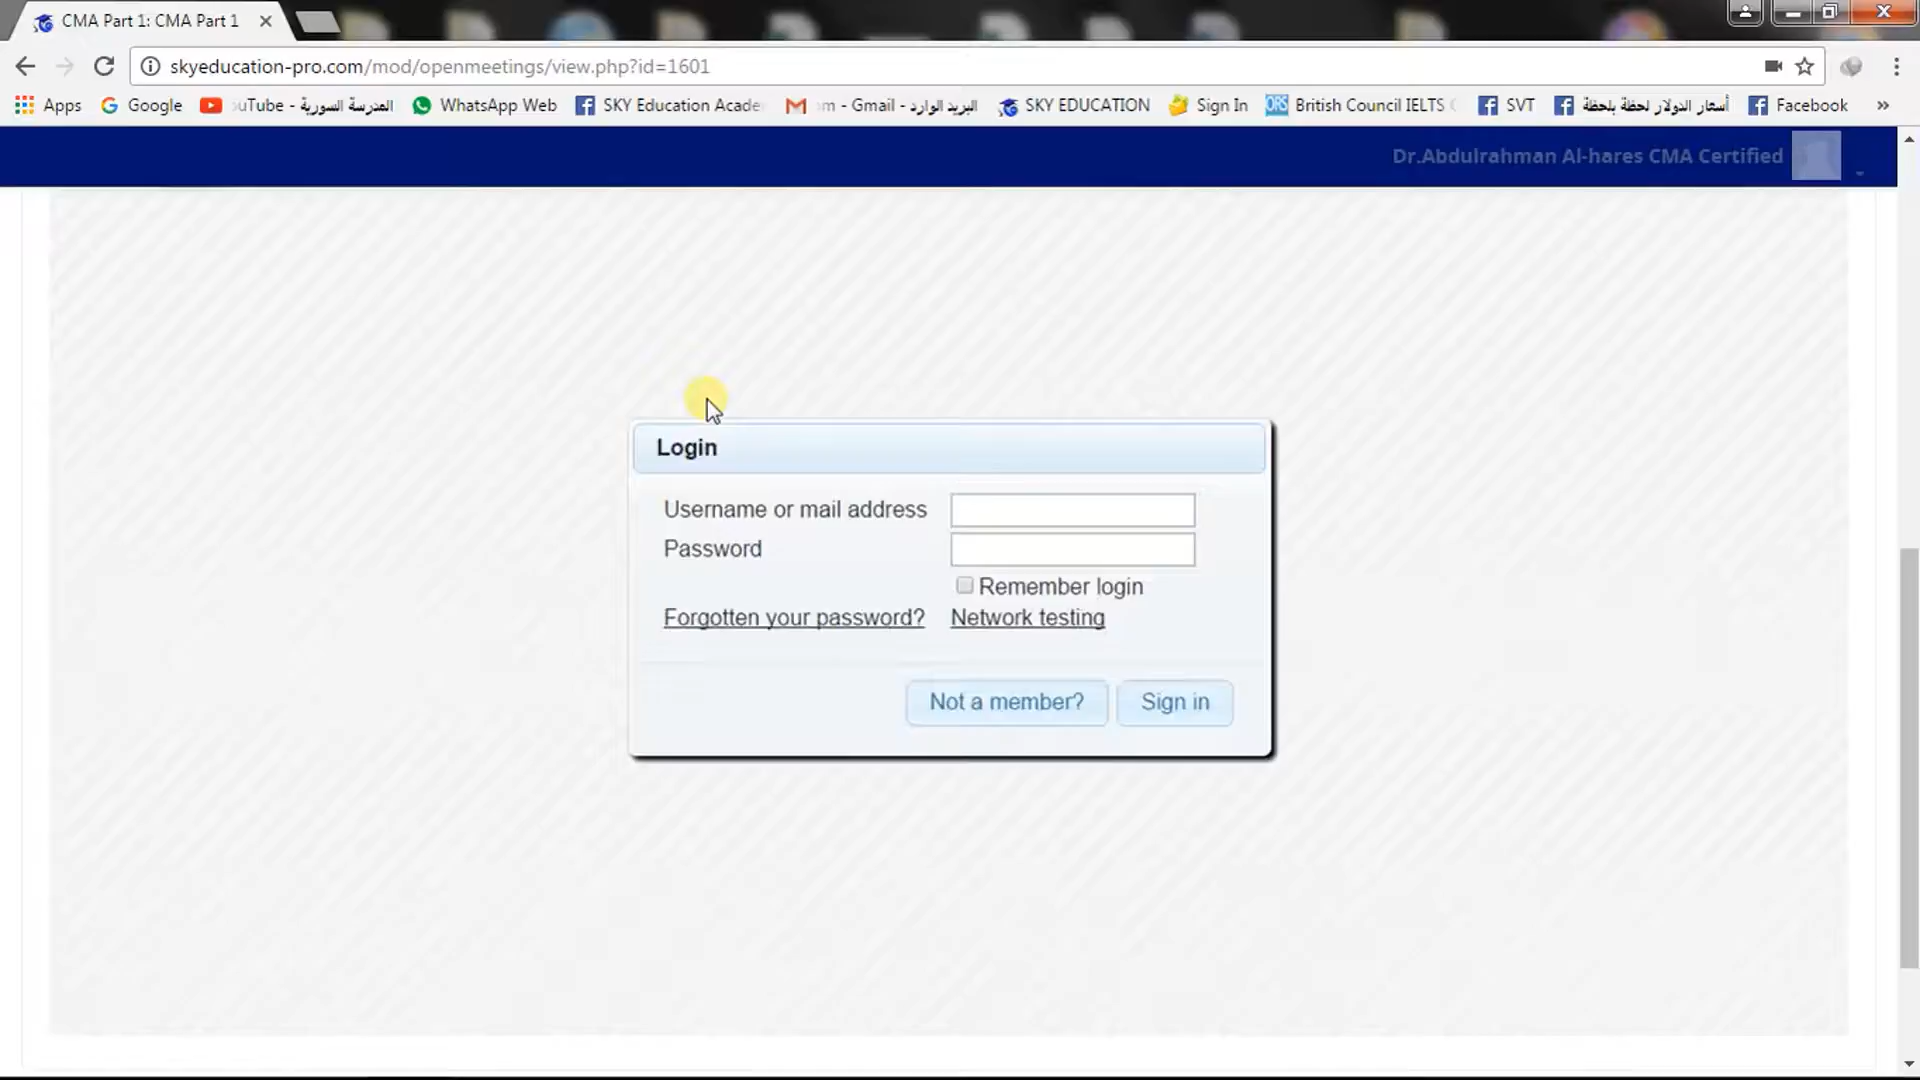 CMA Part 1: CMA Part 1
skyeducation-pro.com/mod/openmeetings/view.php?id=1601
Apps Google uTube - المدرسة السورية WhatsApp Web SKY Education Acade om - Gmail - البريد الوارد SKY EDUCATION Sign In British Council IELTS SVT أسعار الدولار لحظة بلحظة Facebook »
Dr.Abdulrahman Al-hares CMA Certified
Login
Username or mail address
Password
Remember login
Forgotten your password? Network testing
Not a member? Sign in